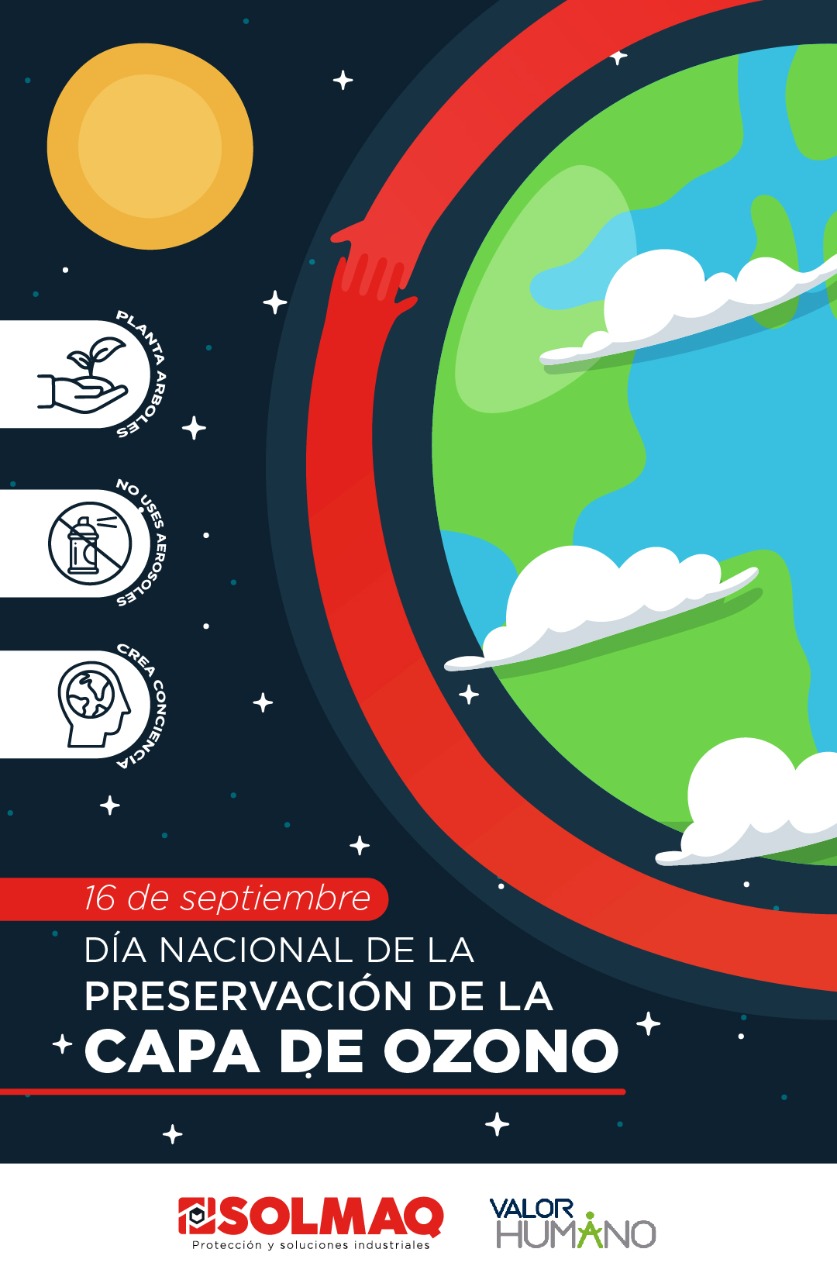 PLANTA ARBOLES
NO USES AEROSOLES
CREA CONCIENCIA
16 de septiembre
DÍA NACIONAL DE LA
PRESERVACIÓN DE LA
CAPA DE OZONO
SOLMAQ
Protección y soluciones industriales
VALOR
HUMANO